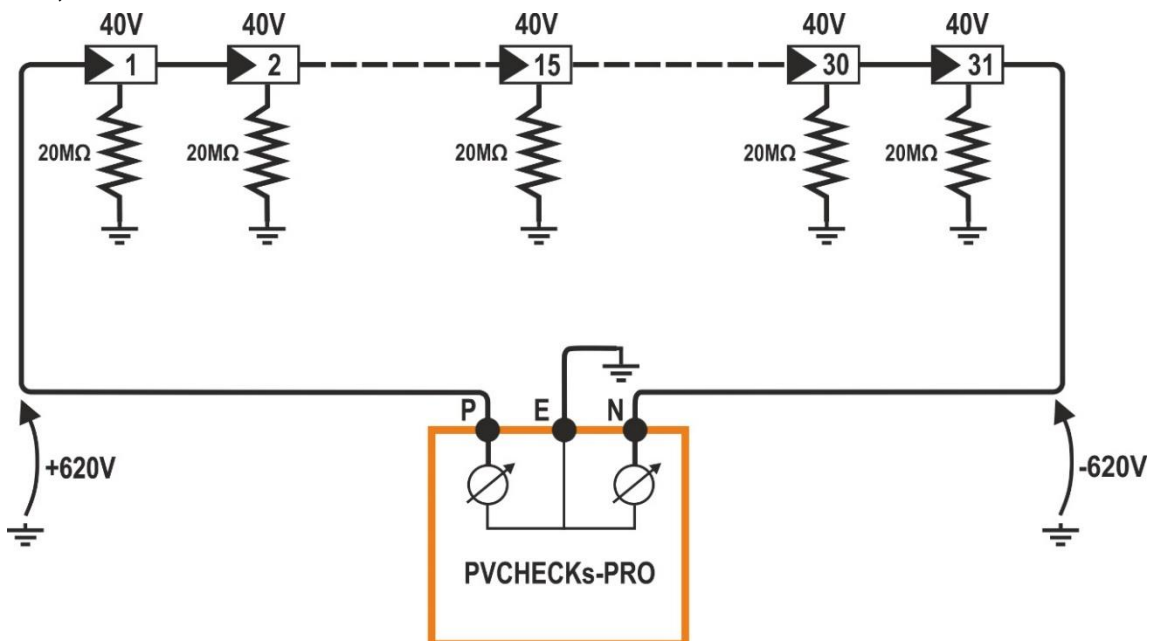 40V 40V 40V 40V 40V
1 2 15 30 31
20MΩ 20MΩ 20MΩ 20MΩ 20MΩ
P E N
+620V -620V
PVCHECKs-PRO